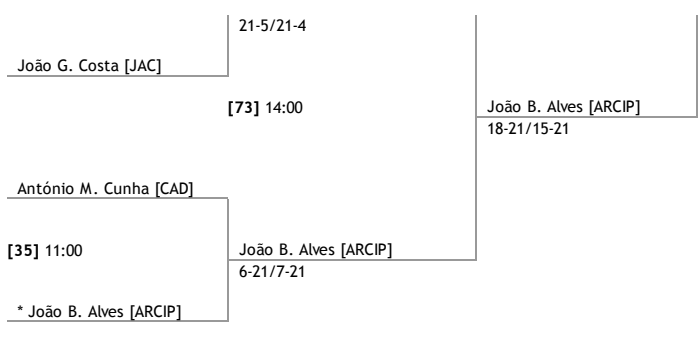 21-5/21-4
João G. Costa [JAC]
[73] 14:00
João B. Alves [ARCIP]
18-21/15-21
António M. Cunha [CAD]
[35] 11:00
João B. Alves [ARCIP]
6-21/7-21
* João B. Alves [ARCIP]